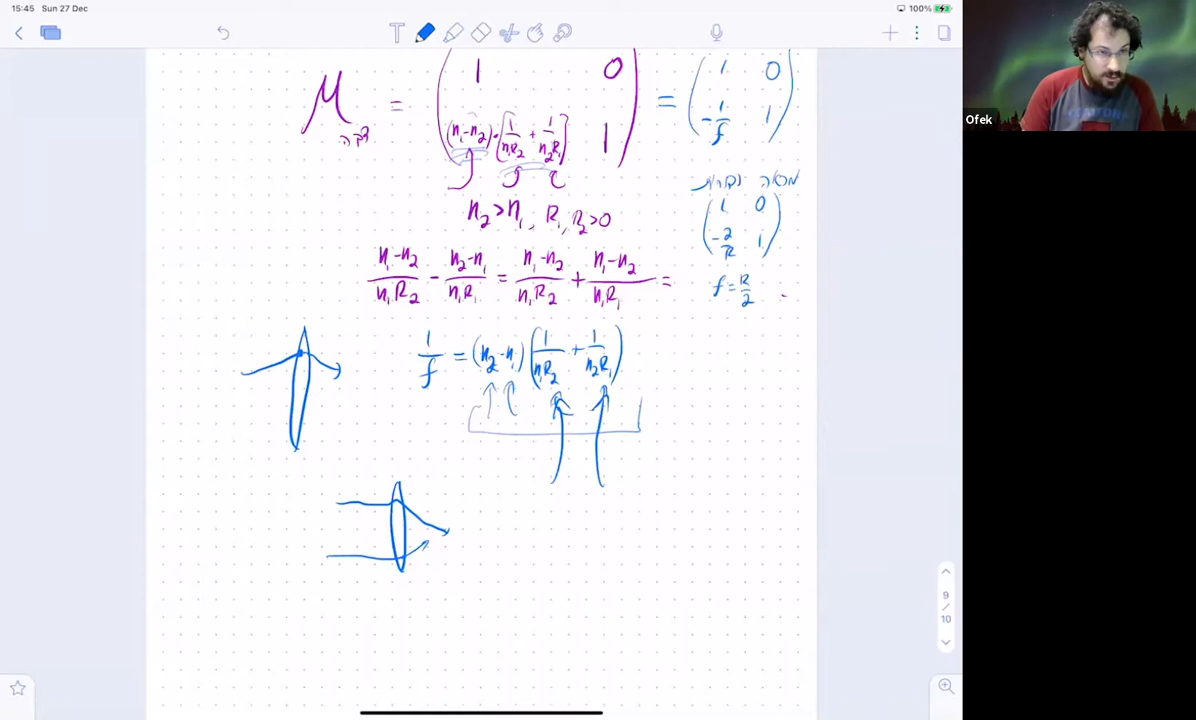 15:45 Sun 27 Dec
100%
Ofek
M = ( 1 0
(n₁-n₂)·[1/n₁R₂ + 1/n₂R₁] 1 ) = ( 1 0
-1/f 1 )
n₂ > n₁, R₁, R₂ > 0
( 1 0
-2/R 1 )
f = R/2
n₁-n₂/n₁R₂ - n₂-n₁/n₁R₁ = n₁-n₂/n₁R₂ + n₁-n₂/n₁R₁ =
1/f = (n₂-n₁)(1/n₁R₂ + 1/n₂R₁)
9
/
10